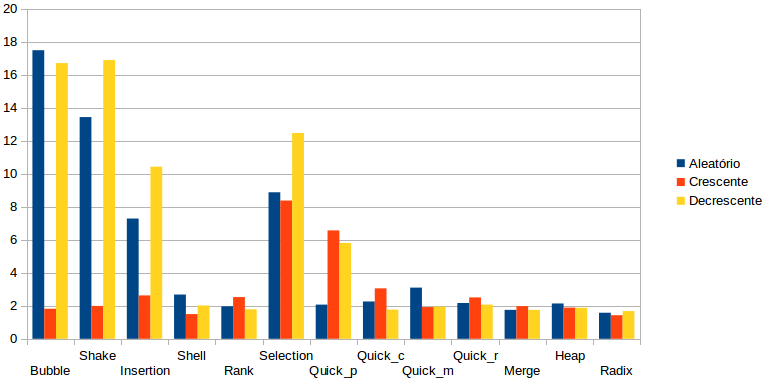 20
18
16
14
12
10
8
6
4
2
0
Aleatório
Crescente
Decrescente
Shake Shell Selection Quick_c Quick_r Heap
Bubble Insertion Rank Quick_p Quick_m Merge Radix